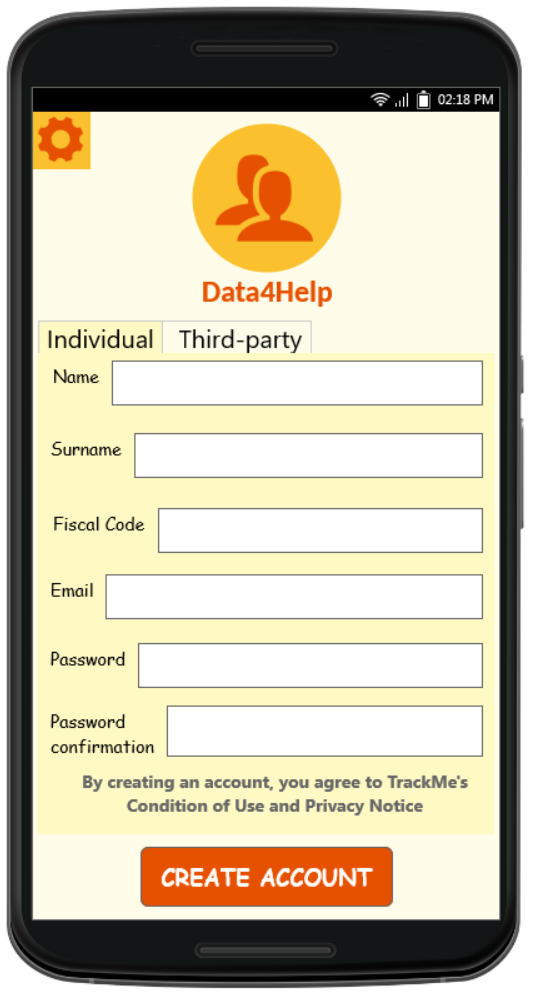 02:18 PM
Data4Help
Individual Third-party
Name
Surname
Fiscal Code
Email
Password
Password
confirmation
By creating an account, you agree to TrackMe's
Condition of Use and Privacy Notice
CREATE ACCOUNT